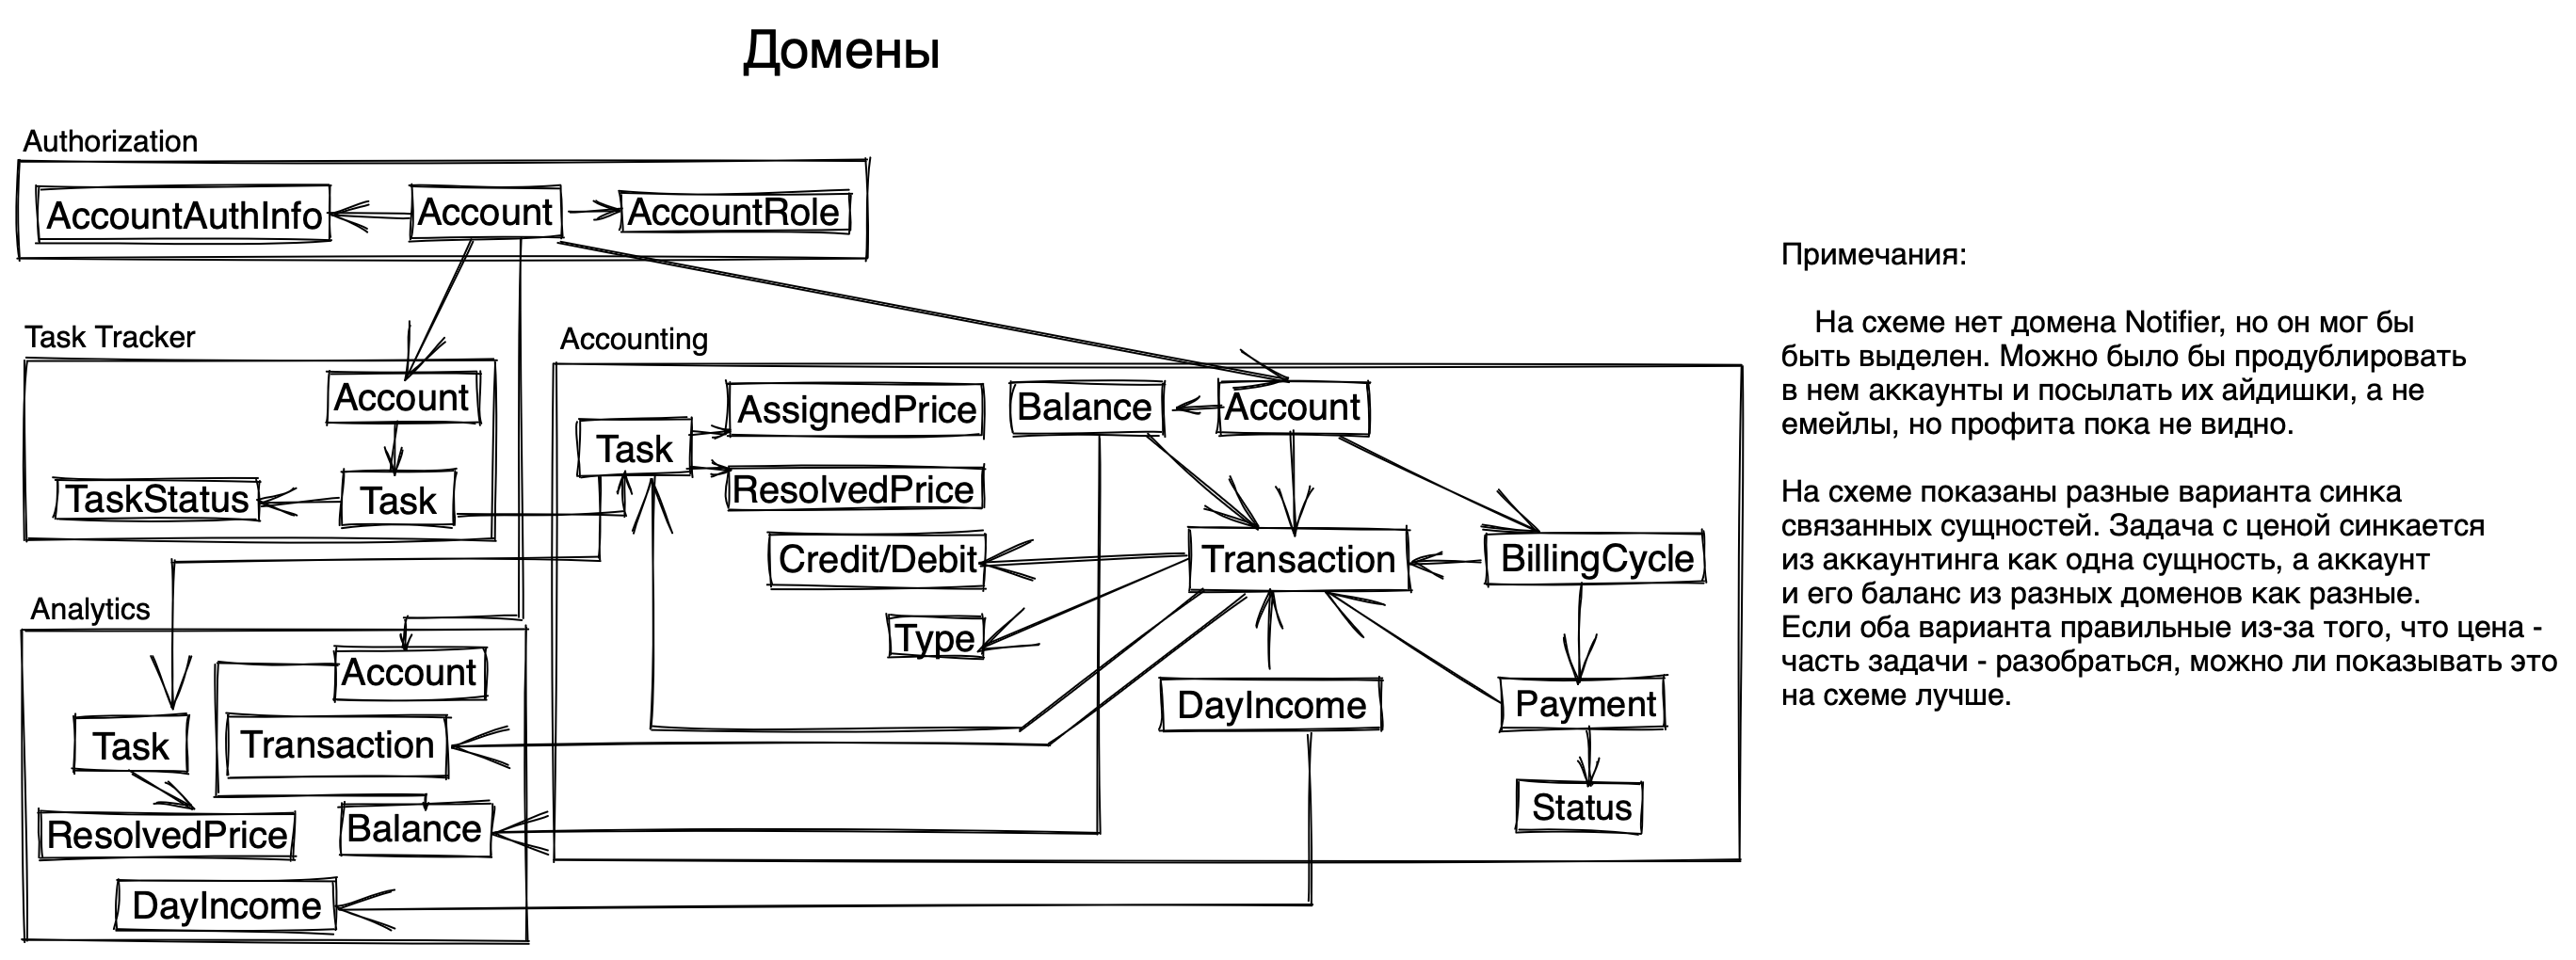 Домены
Authorization
AccountAuthInfo
Account
AccountRole
Task Tracker
Account
TaskStatus
Task
Accounting
Task
AssignedPrice
ResolvedPrice
Balance
Account
Credit/Debit
Type
Transaction
BillingCycle
DayIncome
Payment
Status
Analytics
Account
Task
Transaction
ResolvedPrice
Balance
DayIncome
Примечания:
На схеме нет домена Notifier, но он мог бы
быть выделен. Можно было бы продублировать
в нем аккаунты и посылать их айдишки, а не
емейлы, но профита пока не видно.
На схеме показаны разные варианта синка
связанных сущностей. Задача с ценой синкается
из аккаунтинга как одна сущность, а аккаунт
и его баланс из разных доменов как разные.
Если оба варианта правильные из-за того, что цена -
часть задачи - разобраться, можно ли показывать это
на схеме лучше.